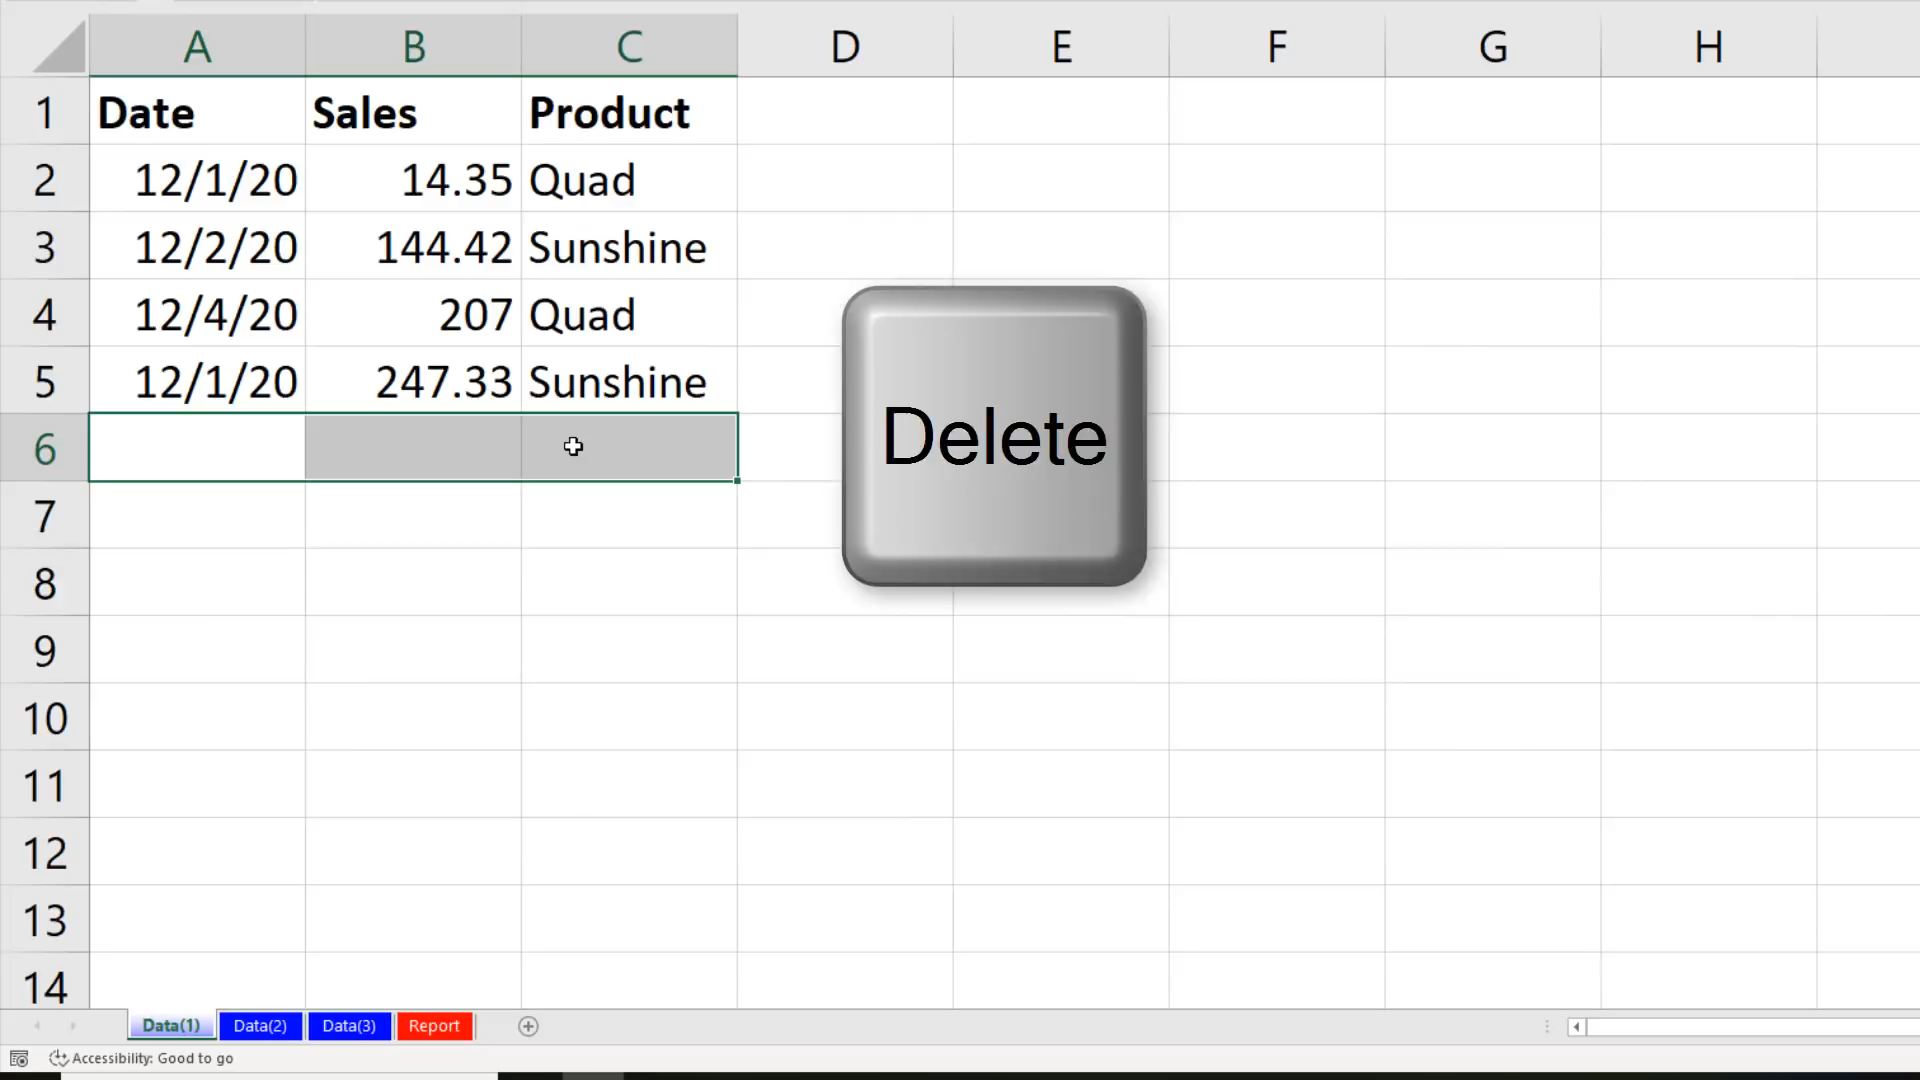 A B C D E F G H
1 Date Sales Product
2 12/1/20 14.35 Quad
3 12/2/20 144.42 Sunshine
4 12/4/20 207 Quad
5 12/1/20 247.33 Sunshine
6
7
8
9
10
11
12
13
14
Delete
Data(1) Data(2) Data(3) Report
Accessibility: Good to go